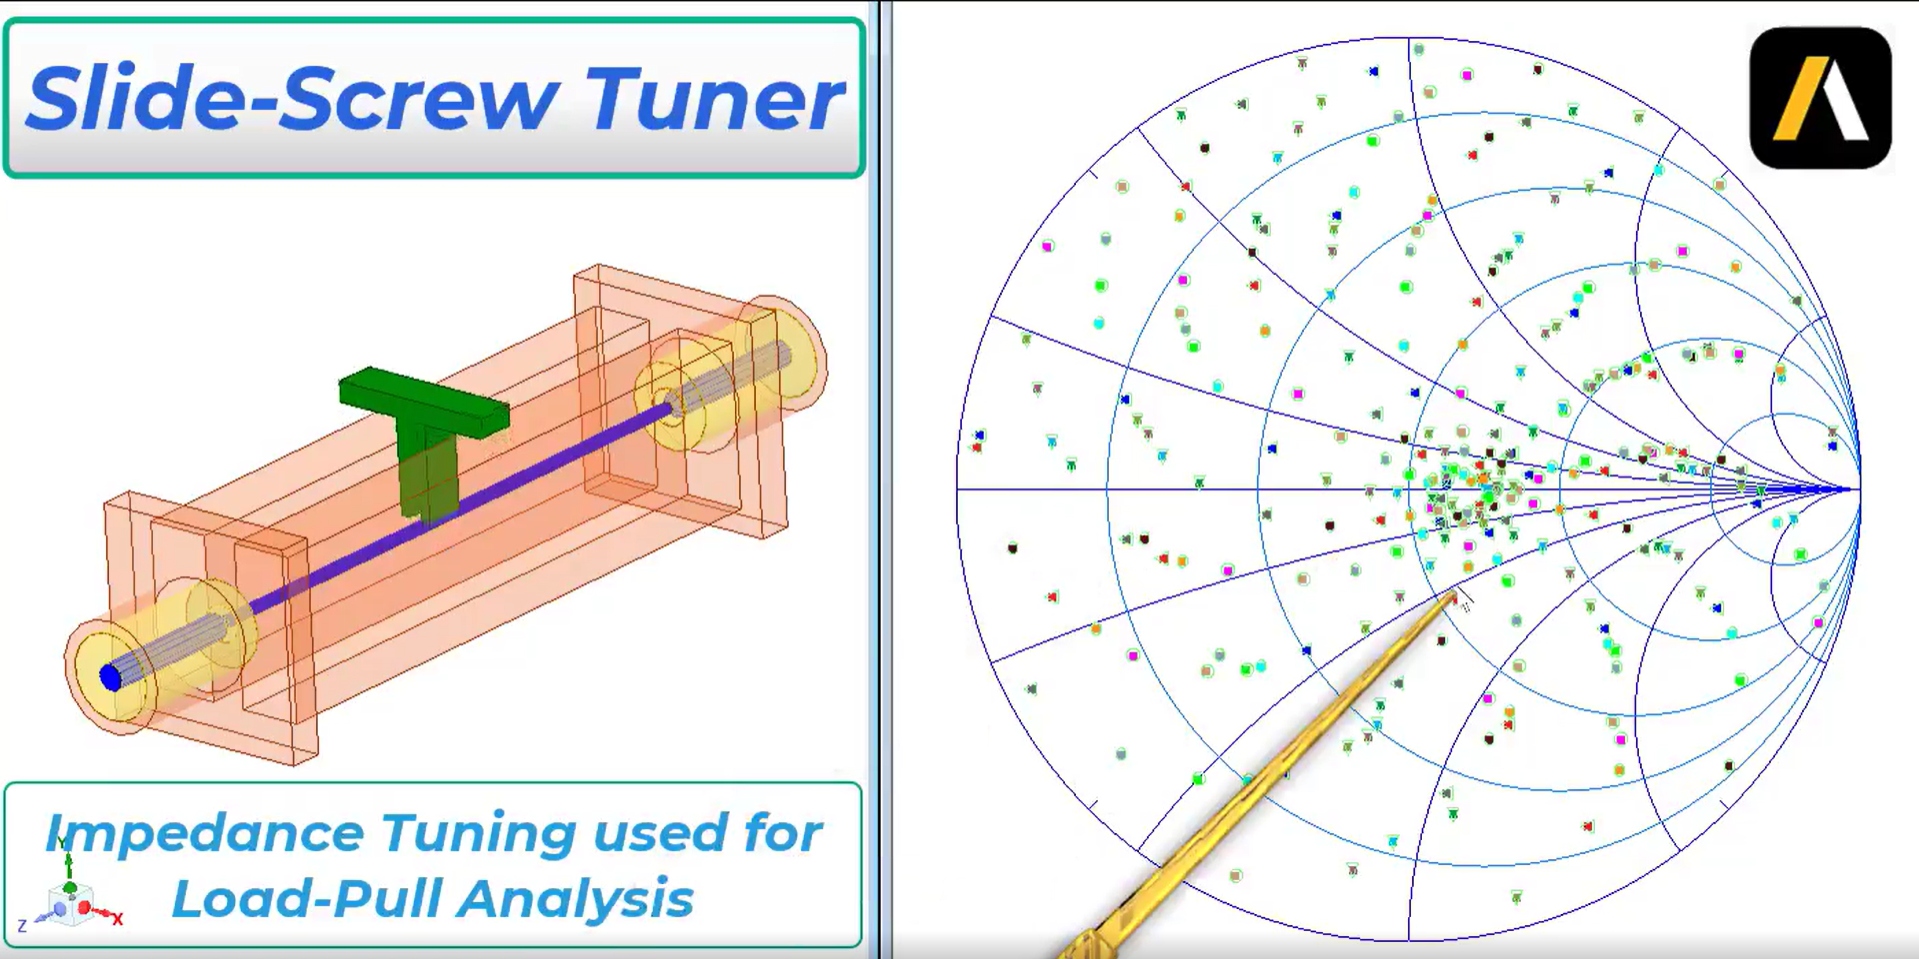 Slide-Screw Tuner
Impedance Tuning used for
Load-Pull Analysis
Y
Z
X